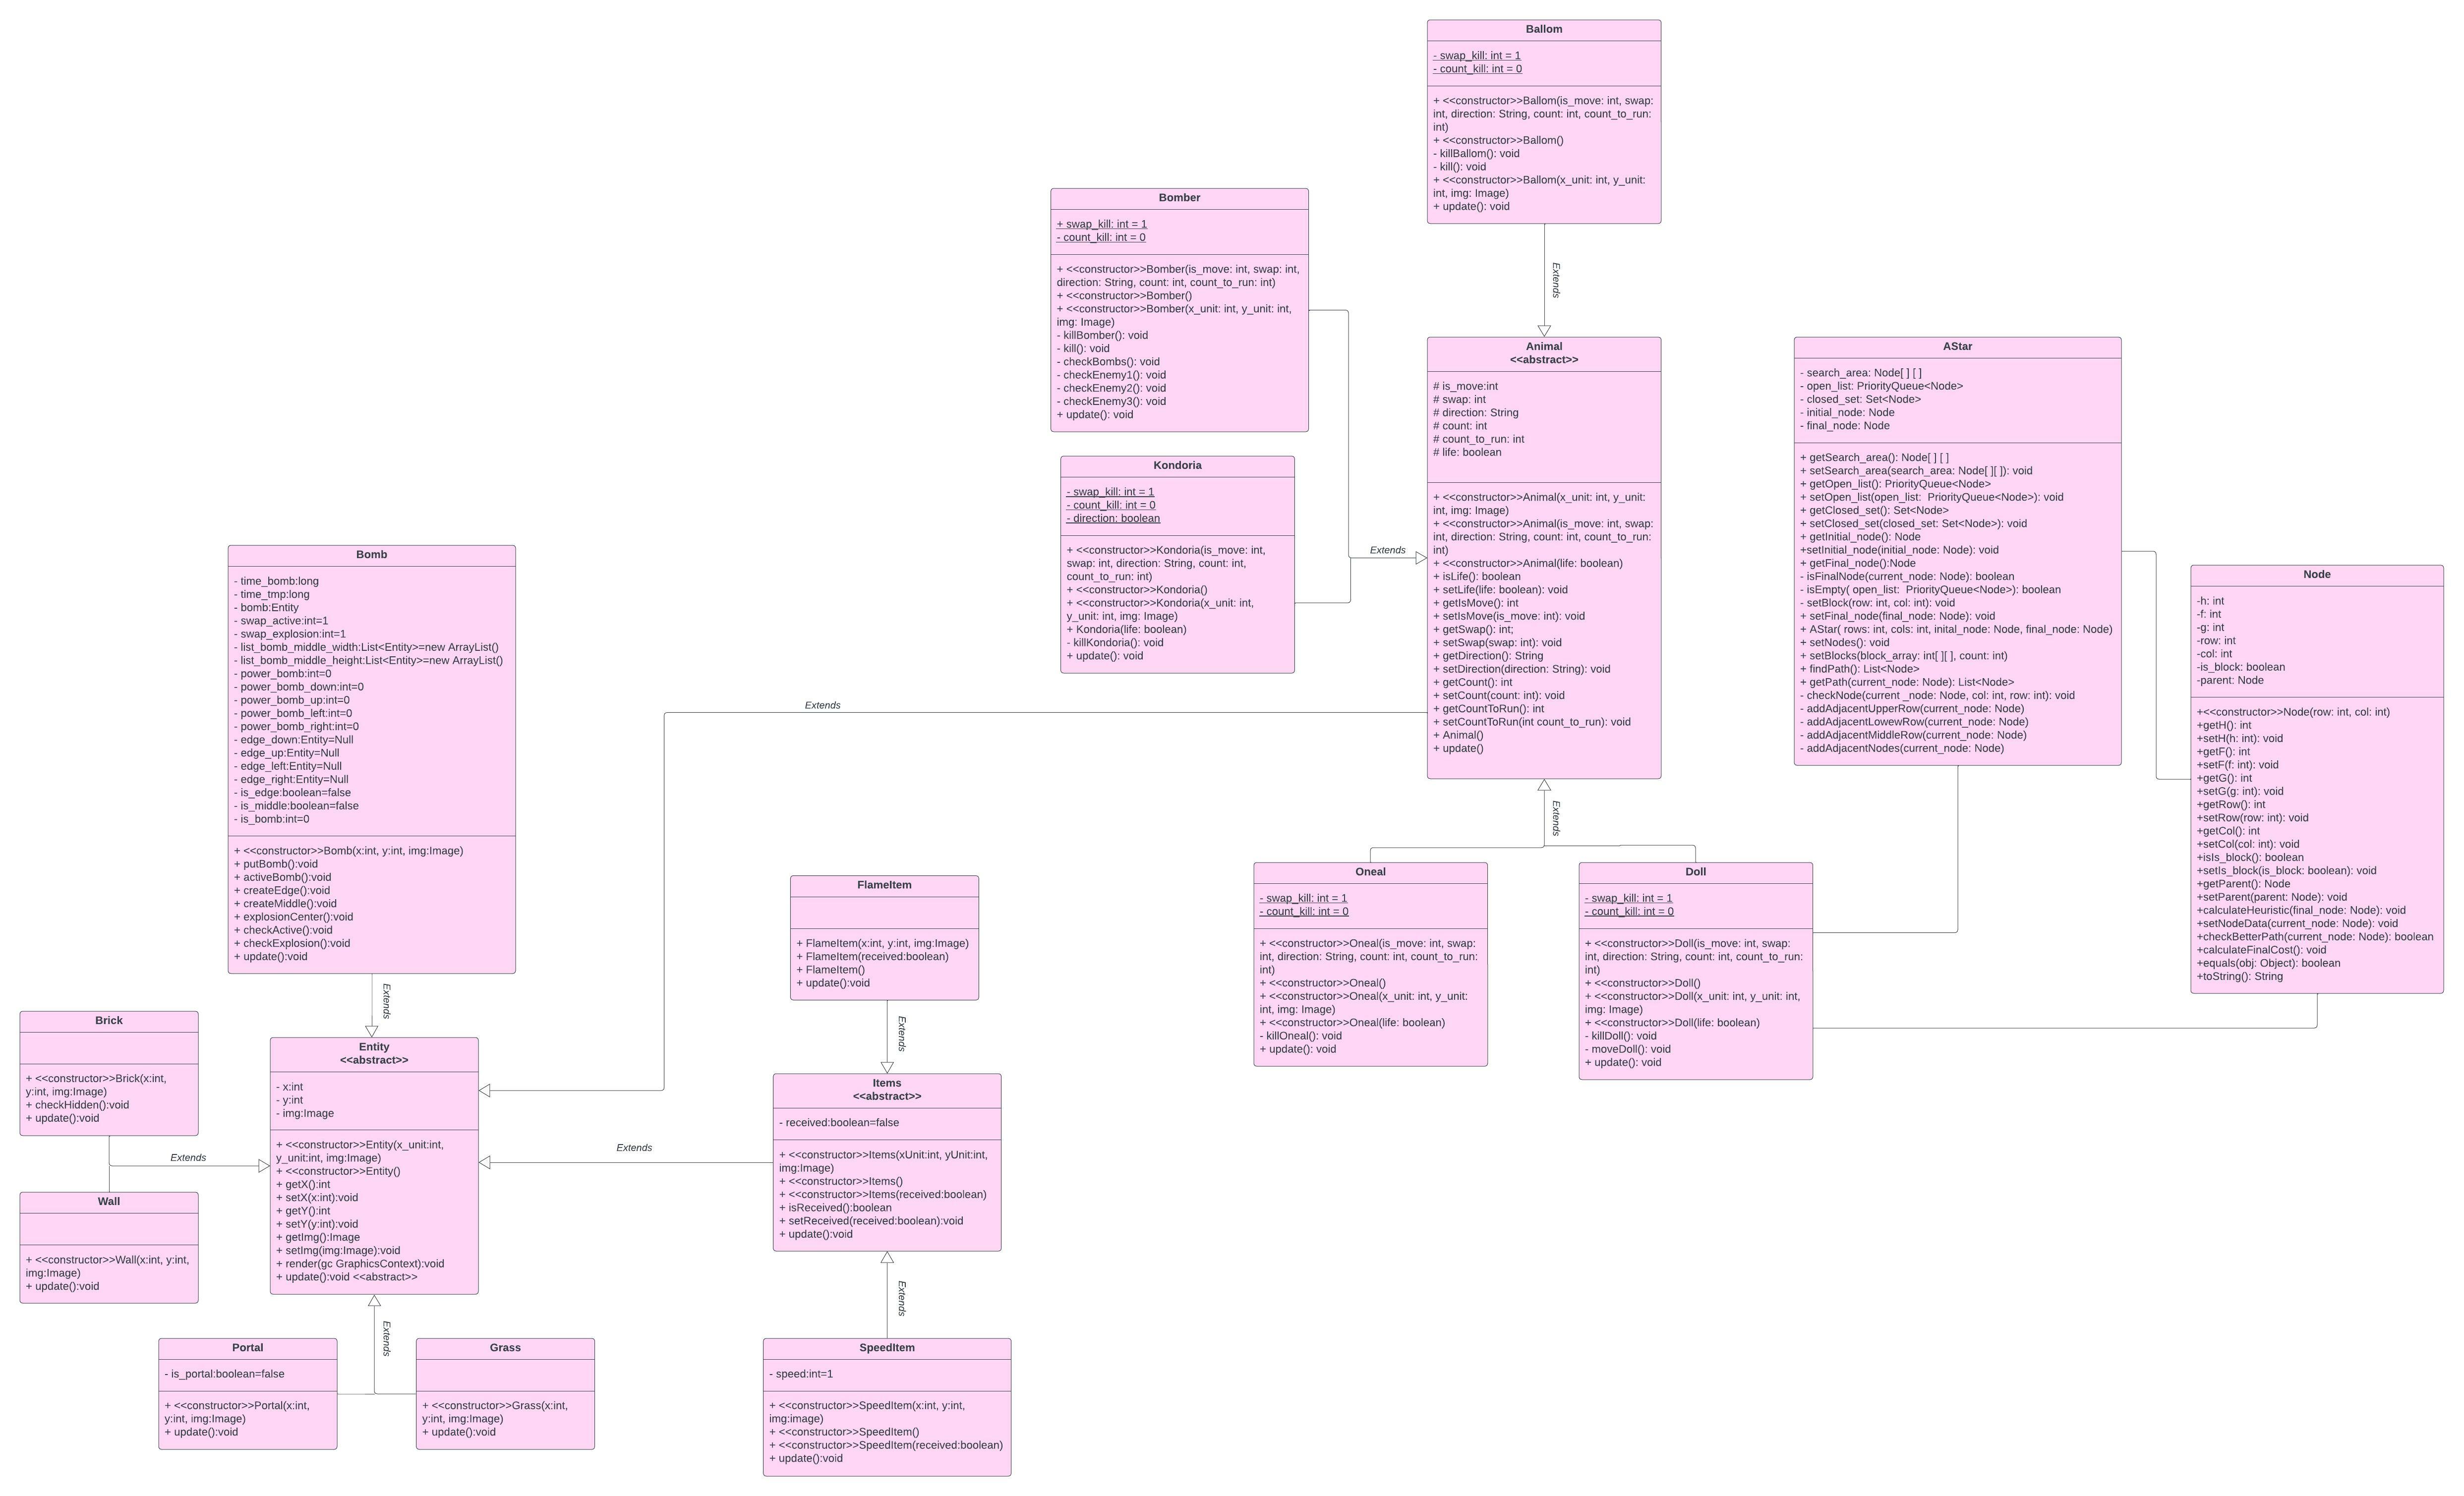 Ballom
- swap_kill: int = 1
- count_kill: int = 0
+ <<constructor>>Ballom(is_move: int, swap:
int, direction: String, count: int, count_to_run:
int)
+ <<constructor>>Ballom()
- killBallom(): void
- kill(): void
+ <<constructor>>Ballom(x_unit: int, y_unit:
int, img: Image)
+ update(): void
Extends
Bomber
+ swap_kill: int = 1
- count_kill: int = 0
+ <<constructor>>Bomber(is_move: int, swap: int,
direction: String, count: int, count_to_run: int)
+ <<constructor>>Bomber()
+ <<constructor>>Bomber(x_unit: int, y_unit: int,
img: Image)
- killBomber(): void
- kill(): void
- checkBombs(): void
- checkEnemy1(): void
- checkEnemy2(): void
- checkEnemy3(): void
+ update(): void
Kondoria
- swap_kill: int = 1
- count_kill: int = 0
- direction: boolean
+ <<constructor>>Kondoria(is_move: int,
swap: int, direction: String, count: int,
count_to_run: int)
+ <<constructor>>Kondoria()
+ <<constructor>>Kondoria(x_unit: int,
y_unit: int, img: Image)
+ Kondoria(life: boolean)
- killKondoria(): void
+ update(): void
Extends
Animal
<<abstract>>
# is_move:int
# swap: int
# direction: String
# count: int
# count_to_run: int
# life: boolean
+ <<constructor>>Animal(x_unit: int, y_unit:
int, img: Image)
+ <<constructor>>Animal(is_move: int, swap:
int, direction: String, count: int, count_to_run:
int)
+ <<constructor>>Animal(life: boolean)
+ isLife(): boolean
+ setLife(life: boolean): void
+ getIsMove(): int
+ setIsMove(is_move: int): void
+ getSwap(): int;
+ setSwap(swap: int): void
+ getDirection(): String
+ setDirection(direction: String): void
+ getCount(): int
+ setCount(count: int): void
+ getCountToRun(): int
+ setCountToRun(int count_to_run): void
+ Animal()
+ update()
Extends
Extends
AStar
- search_area: Node[ ] [ ]
- open_list: PriorityQueue<Node>
- closed_set: Set<Node>
- initial_node: Node
- final_node: Node
+ getSearch_area(): Node[ ] [ ]
+ setSearch_area(search_area: Node[ ][ ]): void
+ getOpen_list(): PriorityQueue<Node>
+ setOpen_list(open_list:  PriorityQueue<Node>): void
+ getClosed_set(): Set<Node>
+ setClosed_set(closed_set: Set<Node>): void
+ getInitial_node(): Node
+setInitial_node(initial_node: Node): void
+ getFinal_node():Node
- isFinalNode(current_node: Node): boolean
- isEmpty( open_list:  PriorityQueue<Node>): boolean
- setBlock(row: int, col: int): void
+ setFinal_node(final_node: Node): void
+ AStar( rows: int, cols: int, inital_node: Node, final_node: Node)
+ setNodes(): void
+ setBlocks(block_array: int[ ][ ], count: int)
+ findPath(): List<Node>
+ getPath(current_node: Node): List<Node>
- checkNode(current _node: Node, col: int, row: int): void
- addAdjacentUpperRow(current_node: Node)
- addAdjacentLowewRow(current_node: Node)
- addAdjacentMiddleRow(current_node: Node)
- addAdjacentNodes(current_node: Node)
Node
-h: int
-f: int
-g: int
-row: int
-col: int
-is_block: boolean
-parent: Node
+<<constructor>>Node(row: int, col: int)
+getH(): int
+setH(h: int): void
+getF(): int
+setF(f: int): void
+getG(): int
+setG(g: int): void
+getRow(): int
+setRow(row: int): void
+getCol(): int
+setCol(col: int): void
+isIs_block(): boolean
+setIs_block(is_block: boolean): void
+getParent(): Node
+setParent(parent: Node): void
+calculateHeuristic(final_node: Node): void
+setNodeData(current_node: Node): void
+checkBetterPath(current_node: Node): boolean
+calculateFinalCost(): void
+equals(obj: Object): boolean
+toString(): String
Bomb
- time_bomb:long
- time_tmp:long
- bomb:Entity
- swap_active:int=1
- swap_explosion:int=1
- list_bomb_middle_width:List<Entity>=new ArrayList()
- list_bomb_middle_height:List<Entity>=new ArrayList()
- power_bomb:int=0
- power_bomb_down:int=0
- power_bomb_up:int=0
- power_bomb_left:int=0
- power_bomb_right:int=0
- edge_down:Entity=Null
- edge_up:Entity=Null
- edge_left:Entity=Null
- edge_right:Entity=Null
- is_edge:boolean=false
- is_middle:boolean=false
- is_bomb:int=0
+ <<constructor>>Bomb(x:int, y:int, img:Image)
+ putBomb():void
+ activeBomb():void
+ createEdge():void
+ createMiddle():void
+ explosionCenter():void
+ checkActive():void
+ checkExplosion():void
+ update():void
Extends
FlameItem
+ FlameItem(x:int, y:int, img:Image)
+ FlameItem(received:boolean)
+ FlameItem()
+ update():void
Extends
Oneal
- swap_kill: int = 1
- count_kill: int = 0
+ <<constructor>>Oneal(is_move: int, swap:
int, direction: String, count: int, count_to_run:
int)
+ <<constructor>>Oneal()
+ <<constructor>>Oneal(x_unit: int, y_unit:
int, img: Image)
+ <<constructor>>Oneal(life: boolean)
- killOneal(): void
+ update(): void
Doll
- swap_kill: int = 1
- count_kill: int = 0
+ <<constructor>>Doll(is_move: int, swap:
int, direction: String, count: int, count_to_run:
int)
+ <<constructor>>Doll()
+ <<constructor>>Doll(x_unit: int, y_unit: int,
img: Image)
+ <<constructor>>Doll(life: boolean)
- killDoll(): void
- moveDoll(): void
+ update(): void
Brick
+ <<constructor>>Brick(x:int,
y:int, img:Image)
+ checkHidden():void
+ update():void
Extends
Wall
+ <<constructor>>Wall(x:int, y:int,
img:Image)
+ update():void
Entity
<<abstract>>
- x:int
- y:int
- img:Image
+ <<constructor>>Entity(x_unit:int,
y_unit:int, img:Image)
+ <<constructor>>Entity()
+ getX():int
+ setX(x:int):void
+ getY():int
+ setY(y:int):void
+ getImg():Image
+ setImg(img:Image):void
+ render(gc GraphicsContext):void
+ update():void <<abstract>>
Extends
Items
<<abstract>>
- received:boolean=false
+ <<constructor>>Items(xUnit:int, yUnit:int,
img:Image)
+ <<constructor>>Items()
+ <<constructor>>Items(received:boolean)
+ isReceived():boolean
+ setReceived(received:boolean):void
+ update():void
Extends
Extends
Portal
- is_portal:boolean=false
+ <<constructor>>Portal(x:int,
y:int, img:Image)
+ update():void
Grass
+ <<constructor>>Grass(x:int,
y:int, img:Image)
+ update():void
SpeedItem
- speed:int=1
+ <<constructor>>SpeedItem(x:int, y:int,
img:image)
+ <<constructor>>SpeedItem()
+ <<constructor>>SpeedItem(received:boolean)
+ update():void